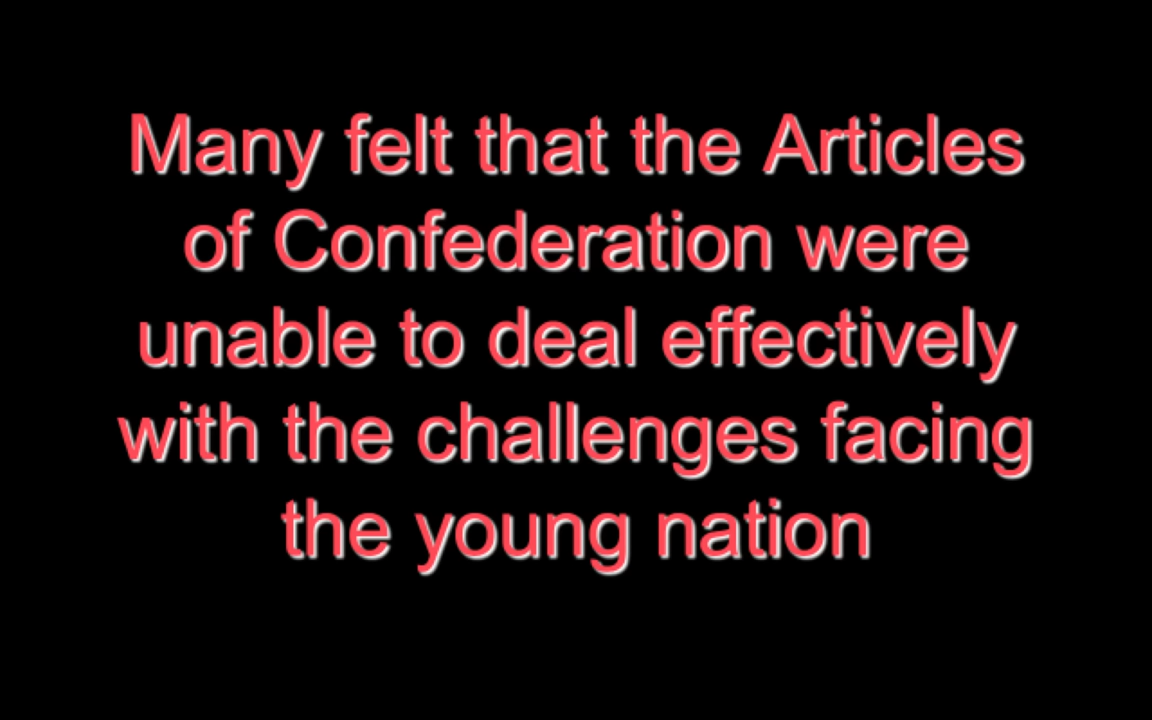 Many felt that the Articles
of Confederation were
unable to deal effectively
with the challenges facing
the young nation